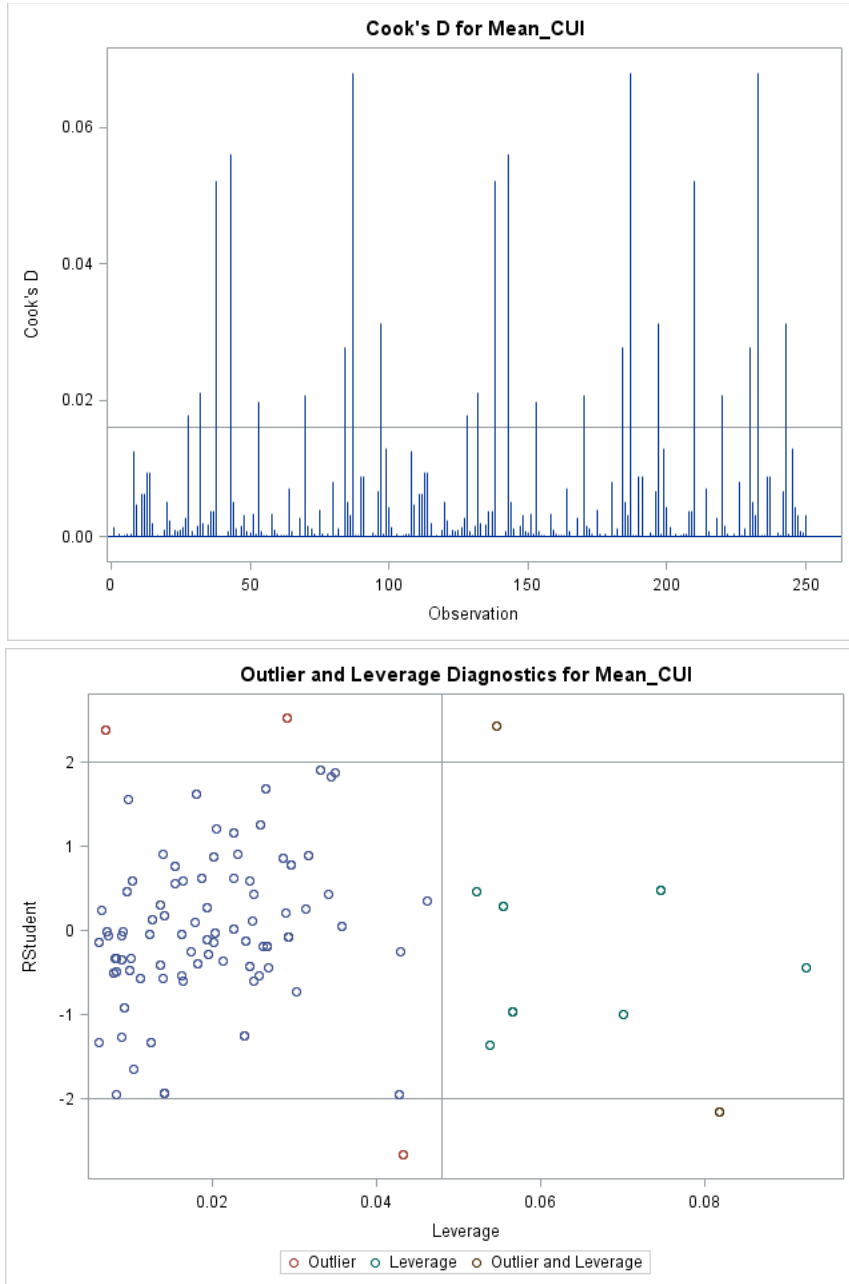 Cook's D for Mean_CUI
0.06
0.04
0.02
0.00
Cook's D
0 50 100 150 200 250
Observation
Outlier and Leverage Diagnostics for Mean_CUI
2
1
0
-1
-2
RStudent
0.02 0.04 0.06 0.08
Leverage
Outlier Leverage Outlier and Leverage